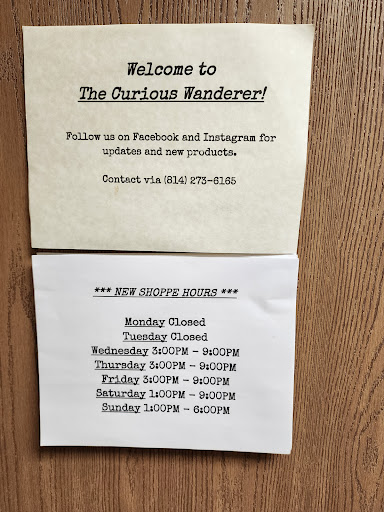 Welcome to
The Curious Wanderer!
Follow us on Facebook and Instagram for
updates and new products.
Contact via (814) 273-6165
*** NEW SHOPPE HOURS ***
Monday Closed
Tuesday Closed
Wednesday 3:00PM - 9:00PM
Thursday 3:00PM - 9:00PM
Friday 3:00PM - 9:00PM
Saturday 1:00PM - 9:00PM
Sunday 1:00PM - 6:00PM